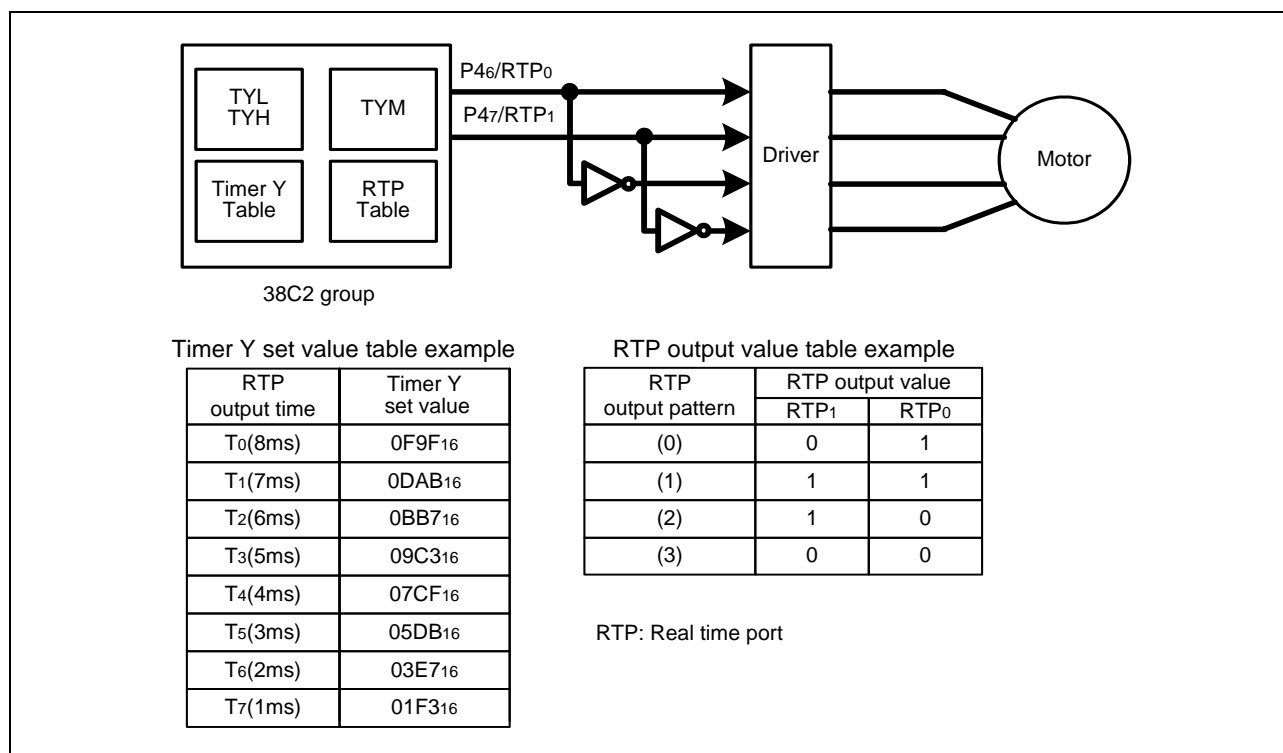 P46/RTP0
TYL
TYH
TYM
P47/RTP1
Driver
Motor
Timer Y
Table
RTP
Table
38C2 group
Timer Y set value table example
RTP
output time
Timer Y
set value
T0(8ms) 0F9F16
T1(7ms) 0DAB16
T2(6ms) 0BB716
T3(5ms) 09C316
T4(4ms) 07CF16
T5(3ms) 05DB16
T6(2ms) 03E716
T7(1ms) 01F316
RTP output value table example
RTP
output pattern
RTP output value
RTP1 RTP0
(0) 0 1
(1) 1 1
(2) 1 0
(3) 0 0
RTP: Real time port